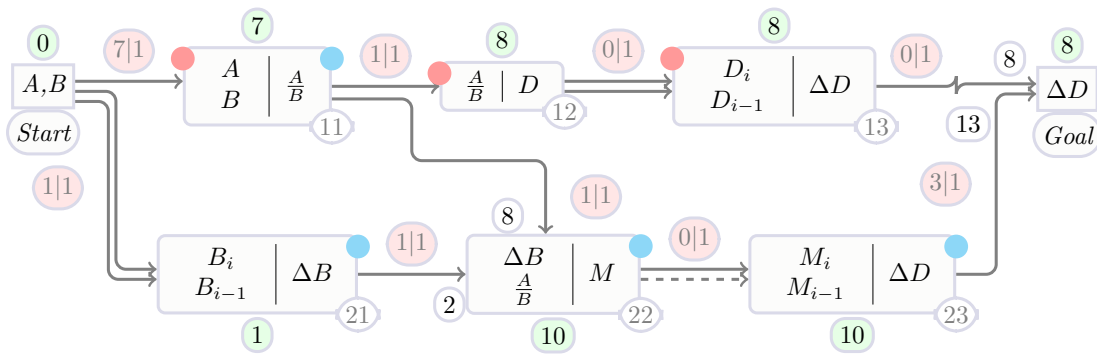 0
7|1
7
1|1
8
0|1
8
0|1
8
8
A,B
A
B
A/B
A/B | D
D_i
D_{i-1}
ΔD
ΔD
Start
11
12
13
13
Goal
1|1
8
1|1
3|1
B_i
B_{i-1}
ΔB
1|1
ΔB
A/B
M
0|1
M_i
M_{i-1}
ΔD
2
21
22
23
1
10
10